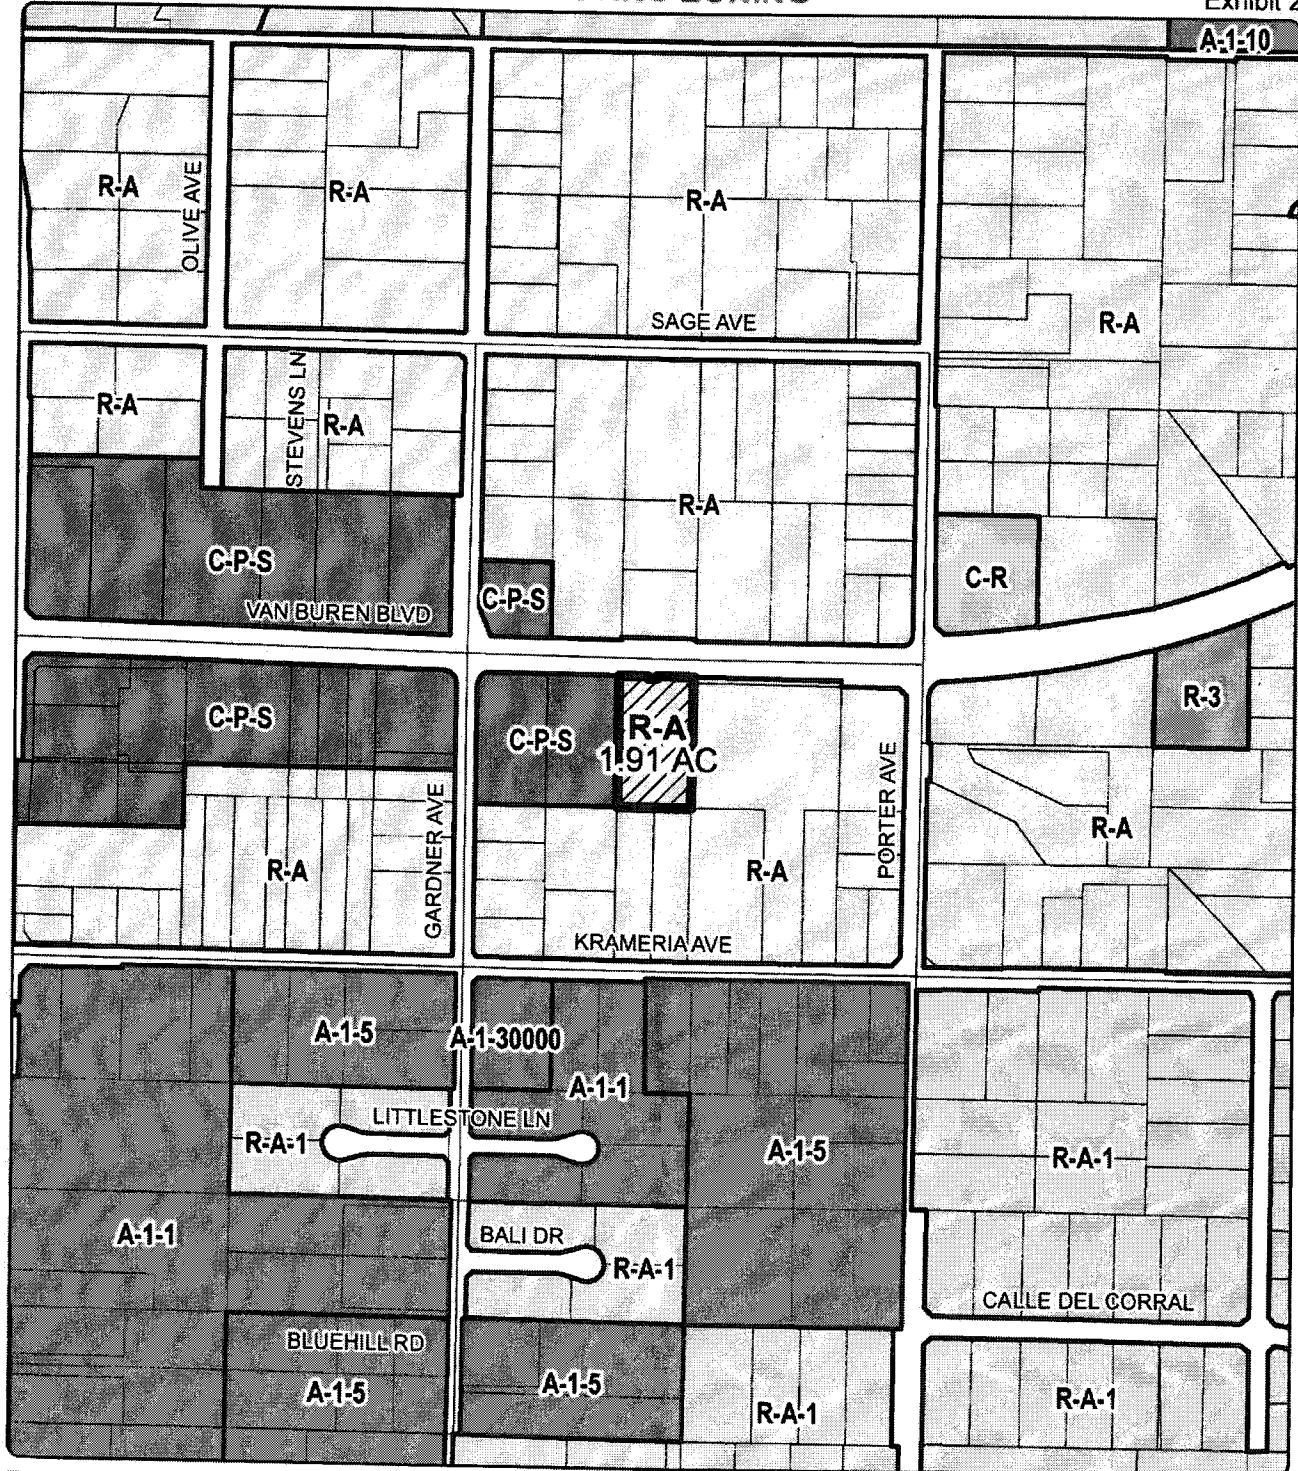 Exhibit 2
A-1-10
R-A
OLIVE AVE
R-A
R-A
SAGE AVE
R-A
R-A
STEVENS LN
R-A
R-A
C-P-S
VAN BUREN BLVD
C-P-S
C-R
C-P-S
C-P-S
R-A
1.91 AC
R-3
GARDNER AVE
PORTER AVE
R-A
R-A
R-A
KRAMERIA AVE
A-1-5
A-1-30000
A-1-1
LITTLESTONE LN
R-A-1
A-1-5
R-A-1
A-1-1
BALI DR
R-A-1
CALLE DEL CORRAL
BLUEHILL RD
A-1-5
A-1-5
R-A-1
R-A-1